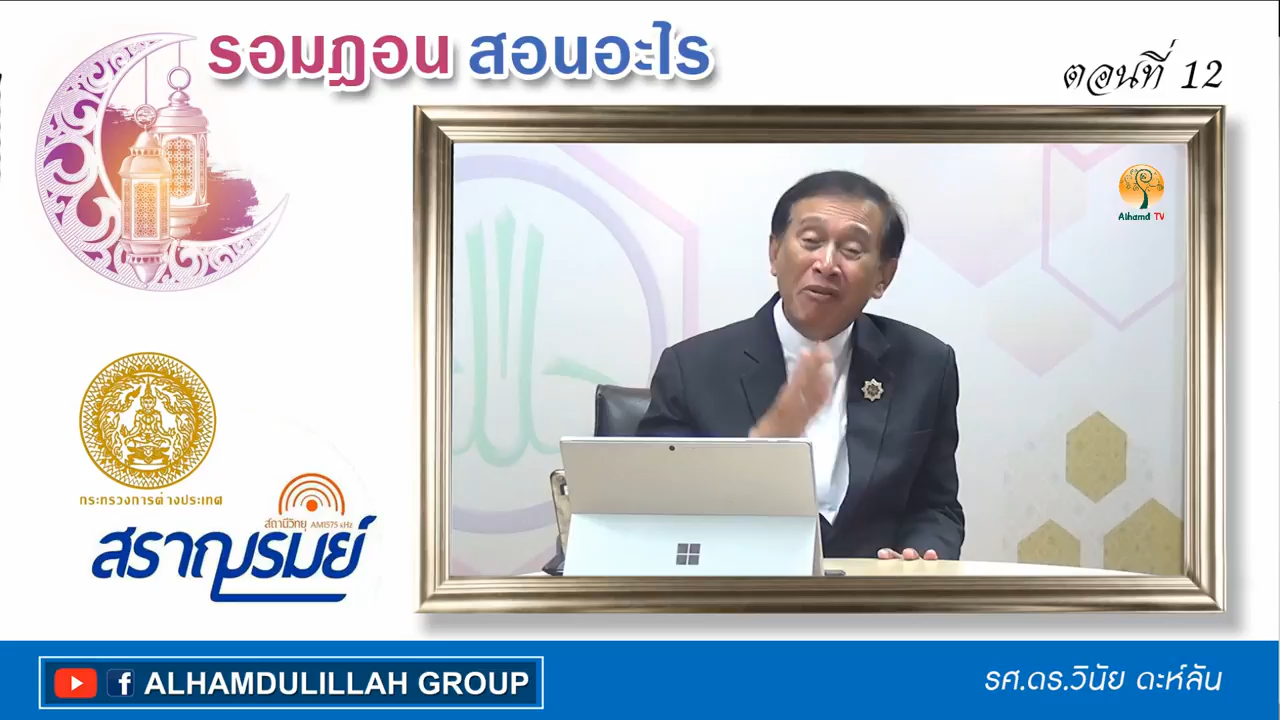 รอมฎอน สอนอะไร
ตอนที่ 12
Alhamd TV
กระทรวงการต่างประเทศ
สถานีวิทยุ AM1575 kHz
สราญรมย์
ALHAMDULILLAH GROUP
รศ.ดร.วินัย ดะห์ลัน